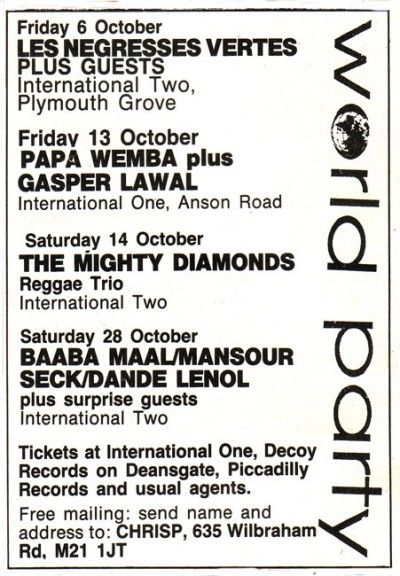 Friday 6 October
LES NEGRESSES VERTES
PLUS GUESTS
International Two,
Plymouth Grove
Friday 13 October
PAPA WEMBA plus
GASPER LAWAL
International One, Anson Road
Saturday 14 October
THE MIGHTY DIAMONDS
Reggae Trio
International Two
Saturday 28 October
BAABA MAAL/MANSOUR
SECK/DANDE LENOL
plus surprise guests
International Two
Tickets at International One, Decoy
Records on Deansgate, Piccadilly
Records and usual agents.
Free mailing: send name and
address to: CHRISP, 635 Wilbraham
Rd, M21 1JT
world party